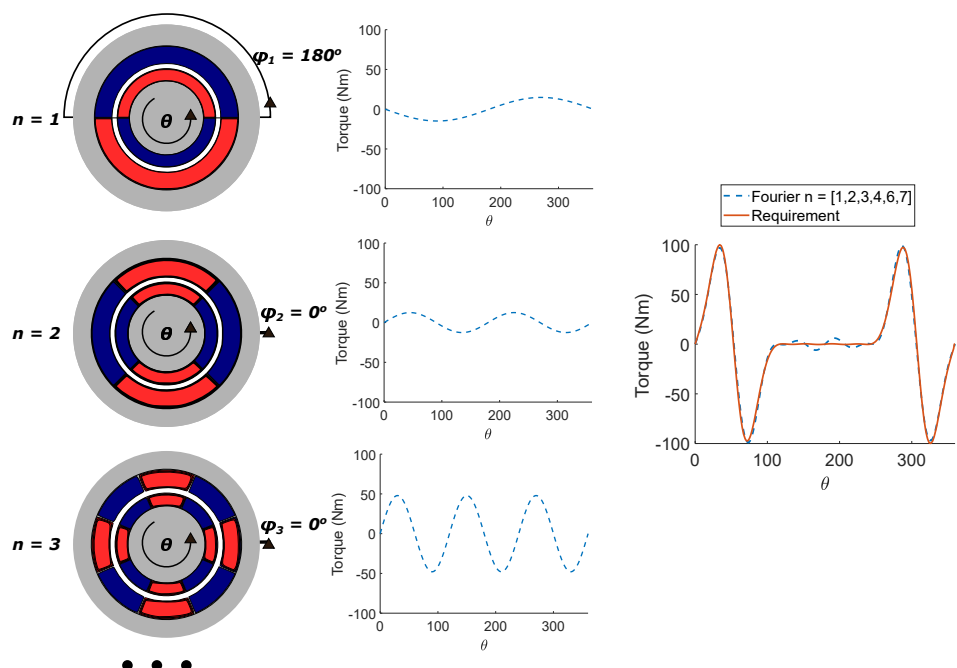 n = 1
θ
φ₁ = 180º
100
50
0
-50
-100
Torque (Nm)
0 100 200 300
θ
n = 2
θ
φ₂ = 0º
100
50
0
-50
-100
Torque (Nm)
0 100 200 300
θ
n = 3
θ
φ₃ = 0º
100
50
0
-50
-100
Torque (Nm)
0 100 200 300
θ
Fourier n = [1,2,3,4,6,7]
Requirement
100
50
0
-50
-100
Torque (Nm)
0 100 200 300
θ